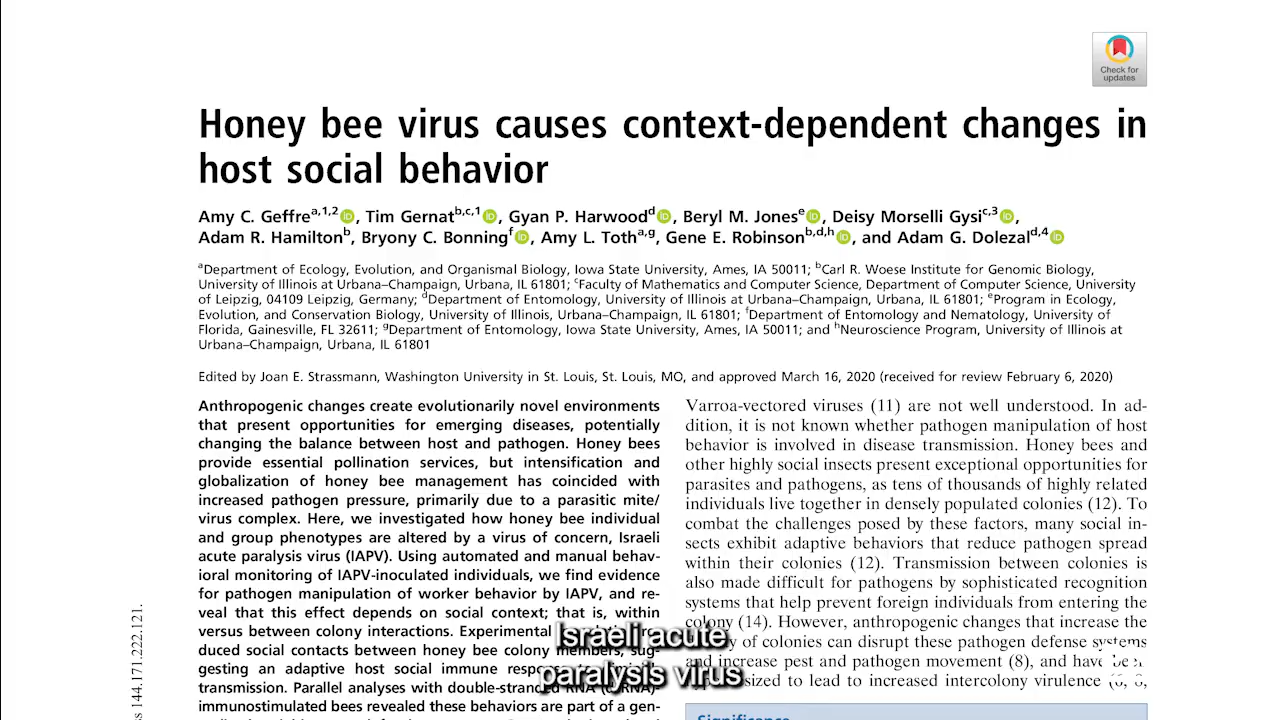 Check for
updates
Honey bee virus causes context-dependent changes in
host social behavior
Amy C. Geffre a,1,2, Tim Gernat b,c,1, Gyan P. Harwood d, Beryl M. Jones e, Deisy Morselli Gysi c,3,
Adam R. Hamilton b, Bryony C. Bonning f, Amy L. Toth a,g, Gene E. Robinson b,d,h, and Adam G. Dolezal d,4
aDepartment of Ecology, Evolution, and Organismal Biology, Iowa State University, Ames, IA 50011; bCarl R. Woese Institute for Genomic Biology,
University of Illinois at Urbana–Champaign, Urbana, IL 61801; cFaculty of Mathematics and Computer Science, Department of Computer Science, University
of Leipzig, 04109 Leipzig, Germany; dDepartment of Entomology, University of Illinois at Urbana–Champaign, Urbana, IL 61801; eProgram in Ecology,
Evolution, and Conservation Biology, University of Illinois, Urbana–Champaign, IL 61801; fDepartment of Entomology and Nematology, University of
Florida, Gainesville, FL 32611; gDepartment of Entomology, Iowa State University, Ames, IA 50011; and hNeuroscience Program, University of Illinois at
Urbana–Champaign, Urbana, IL 61801
Edited by Joan E. Strassmann, Washington University in St. Louis, St. Louis, MO, and approved March 16, 2020 (received for review February 6, 2020)
Anthropogenic changes create evolutionarily novel environments
that present opportunities for emerging diseases, potentially
changing the balance between host and pathogen. Honey bees
provide essential pollination services, but intensification and
globalization of honey bee management has coincided with
increased pathogen pressure, primarily due to a parasitic mite/
virus complex. Here, we investigated how honey bee individual
and group phenotypes are altered by a virus of concern, Israeli
acute paralysis virus (IAPV). Using automated and manual behav-
ioral monitoring of IAPV-inoculated individuals, we find evidence
for pathogen manipulation of worker behavior by IAPV, and re-
veal that this effect depends on social context; that is, within
versus between colony interactions. Experimental
duced social contacts between honey bee colony members, sug-
gesting an adaptive host social immune
transmission. Parallel analyses with double-stranded RNA
immunostimulated bees revealed these behaviors are part of a gen-
Varroa-vectored viruses (11) are not well understood. In ad-
dition, it is not known whether pathogen manipulation of host
behavior is involved in disease transmission. Honey bees and
other highly social insects present exceptional opportunities for
parasites and pathogens, as tens of thousands of highly related
individuals live together in densely populated colonies (12). To
combat the challenges posed by these factors, many social in-
sects exhibit adaptive behaviors that reduce pathogen spread
within their colonies (12). Transmission between colonies is
also made difficult for pathogens by sophisticated recognition
systems that help prevent foreign individuals from entering the
colony (14). However, anthropogenic changes that increase the
of colonies can disrupt these pathogen defense systems
and increase pest and pathogen movement (8), and have been
sized to lead to increased intercolony virulence (6, 8,
Significance
ss 144.171.222.121.
Israeli acute
paralysis virus